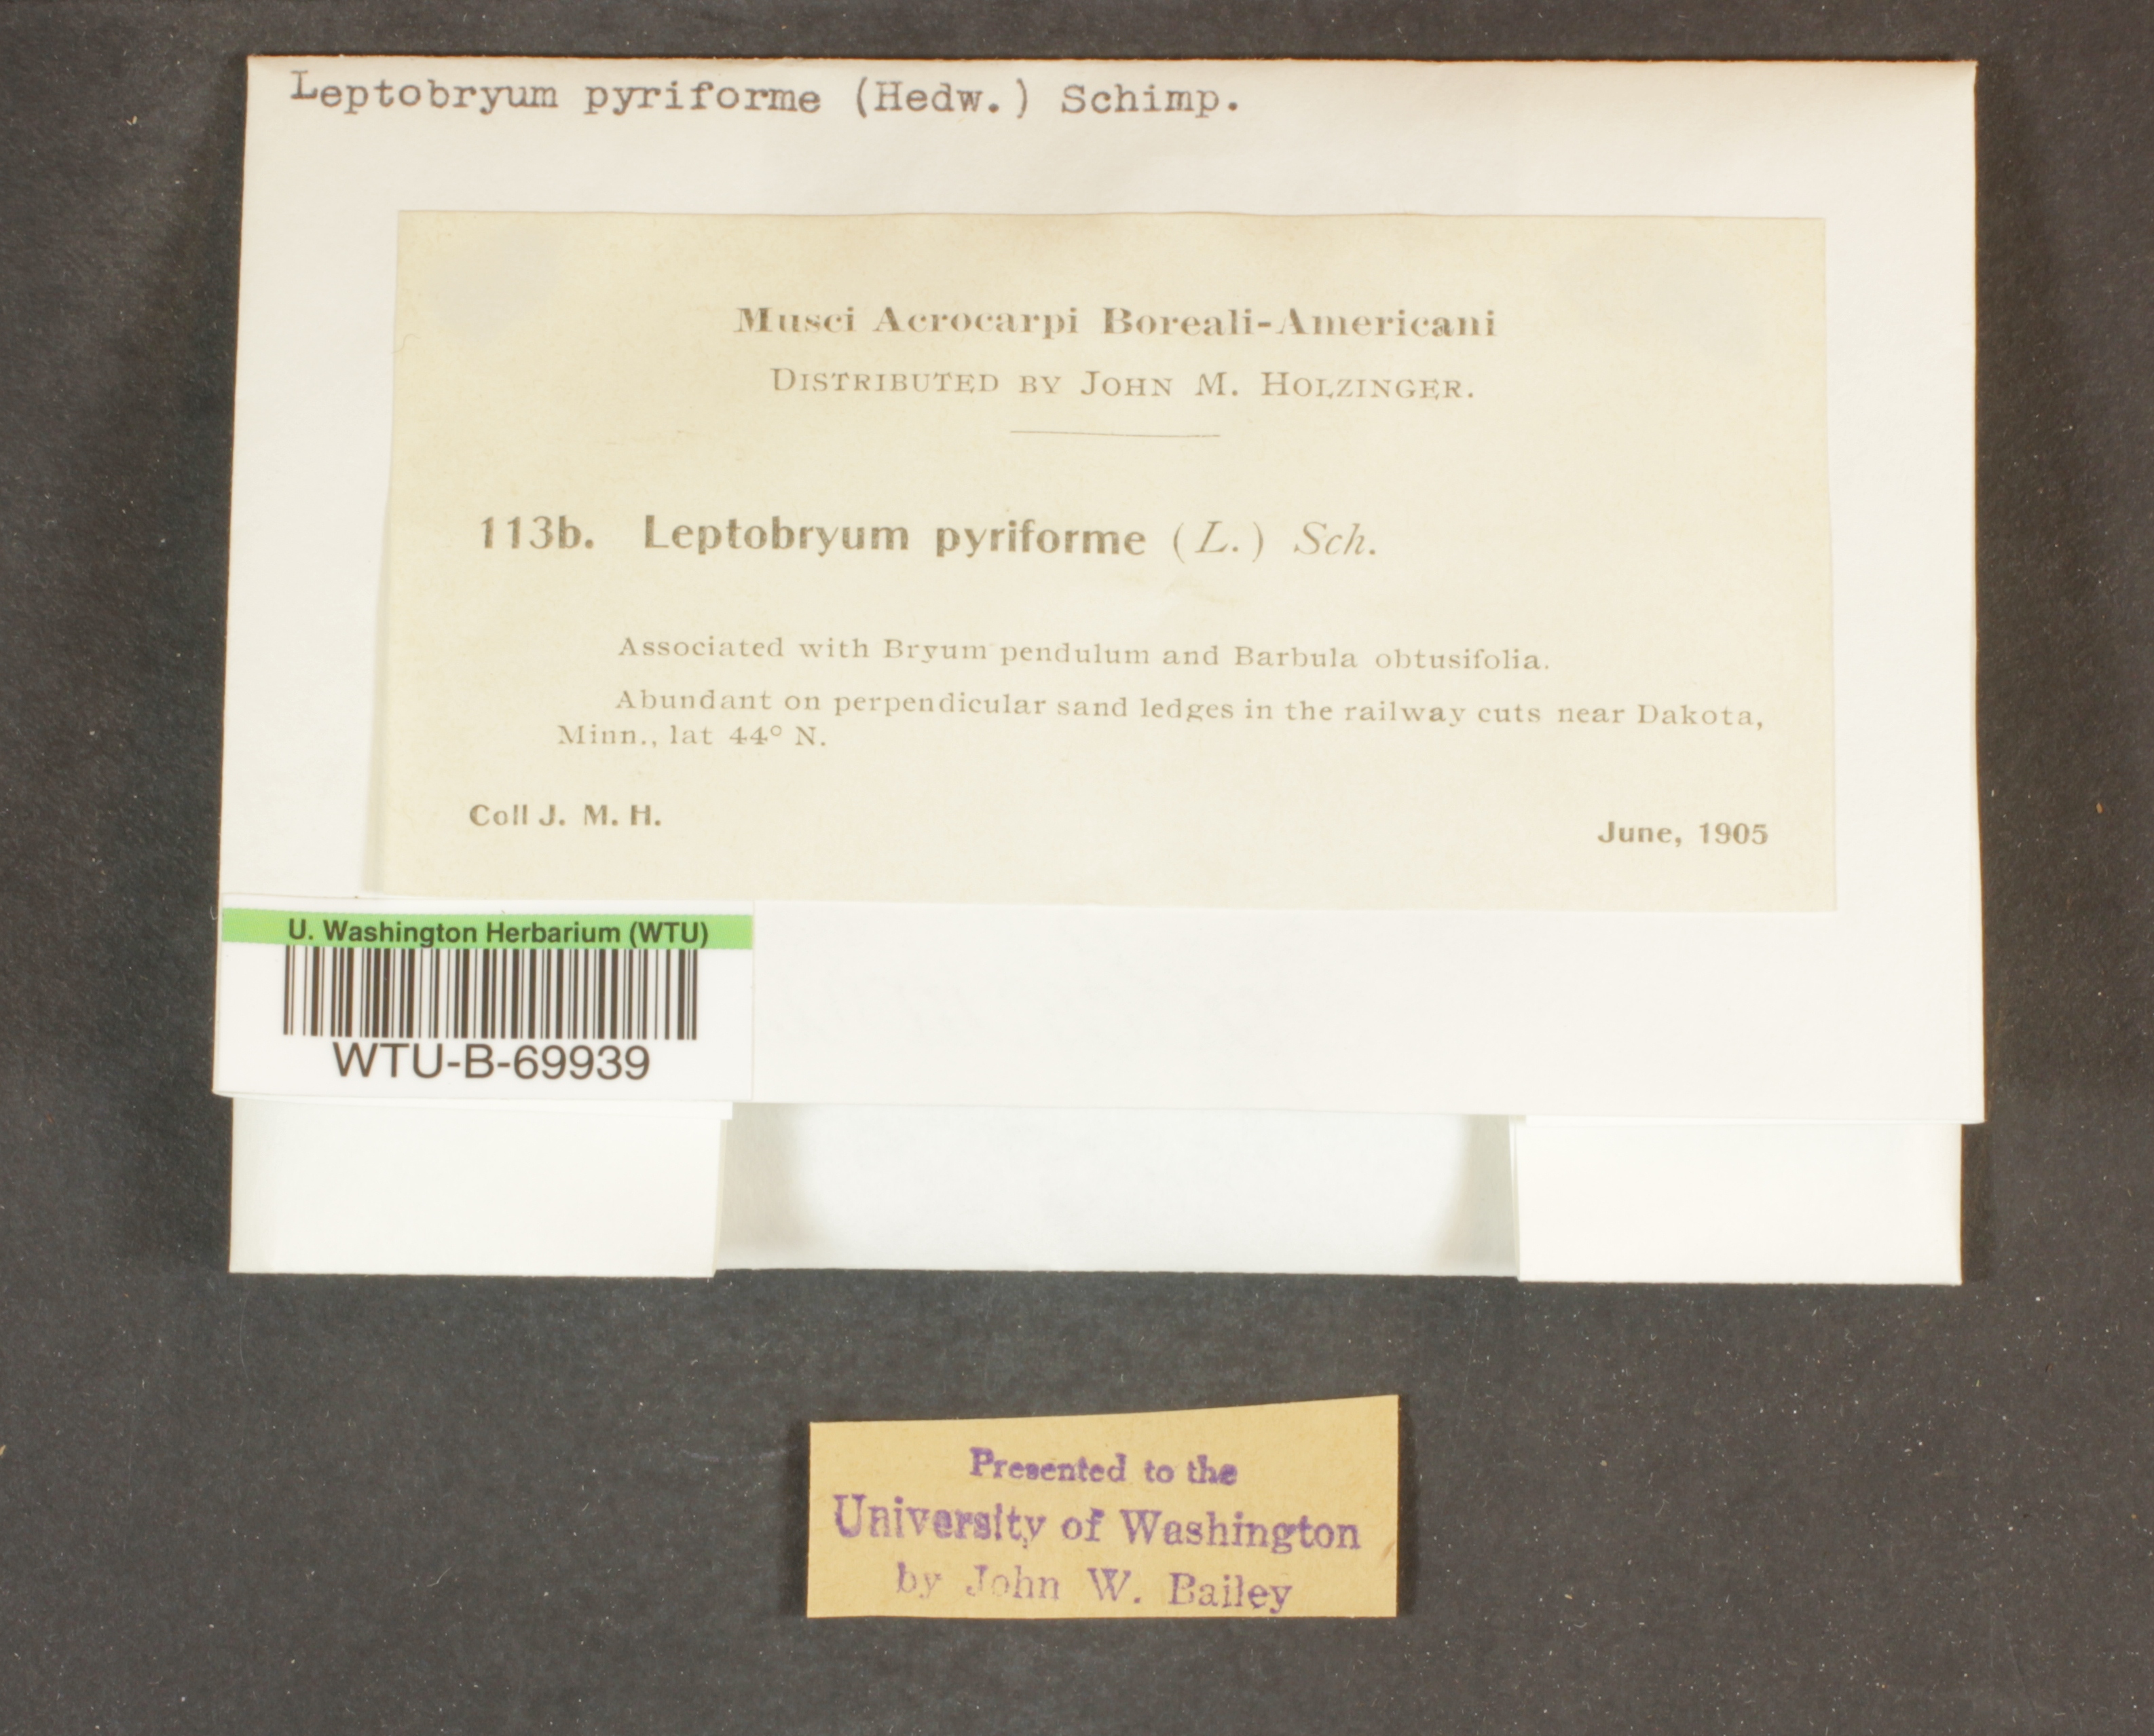 Leptobryum pyriforme (Hedw.) Schimp.
Musci Acrocarpi Boreali-Americani
DISTRIBUTED BY JOHN M. HOLZINGER.
113b. Leptobryum pyriforme (L.) Sch.
Associated with Bryum pendulum and Barbula obtusifolia.
Abundant on perpendicular sand ledges in the railway cuts near Dakota,
Minn., lat 44° N.
Coll J. M. H.
June, 1905
U. Washington Herbarium (WTU)
WTU-B-69939
Presented to the
University of Washington
by John W. Bailey